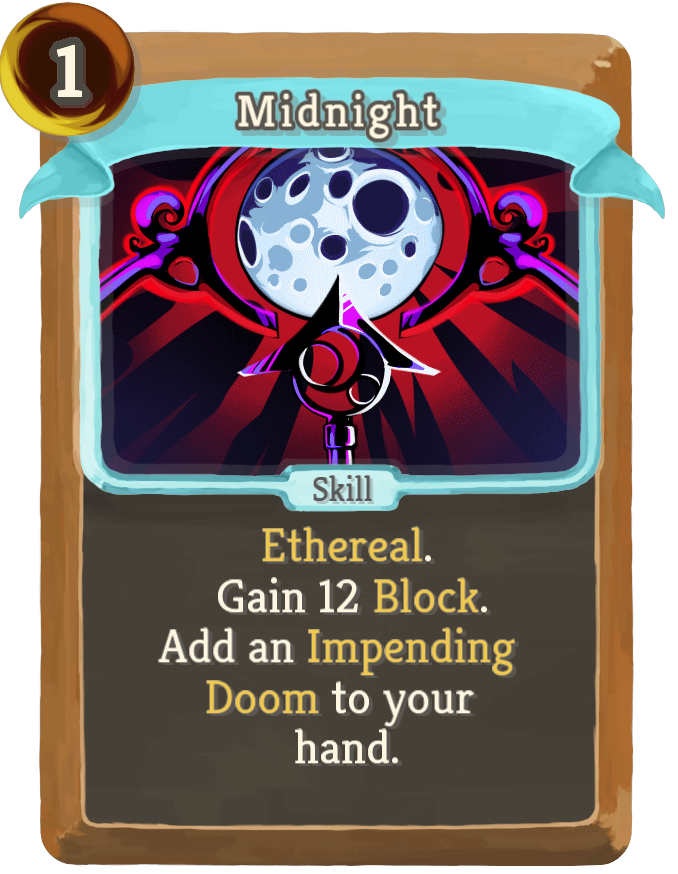 1
Midnight
Skill
Ethereal.
Gain 12 Block.
Add an Impending
Doom to your
hand.